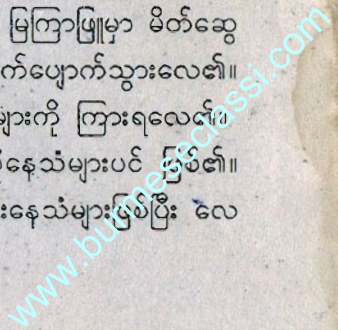 မြကြာဖြူမှာ မိတ်ဆွေ
က်ပျောက်သွားလေ၏။
များကို ကြားရလေ၏။
နေသံများပင် ဖြစ်၏။
းနေသံများဖြစ်ပြီး လေ
www.burmeseclassic.com